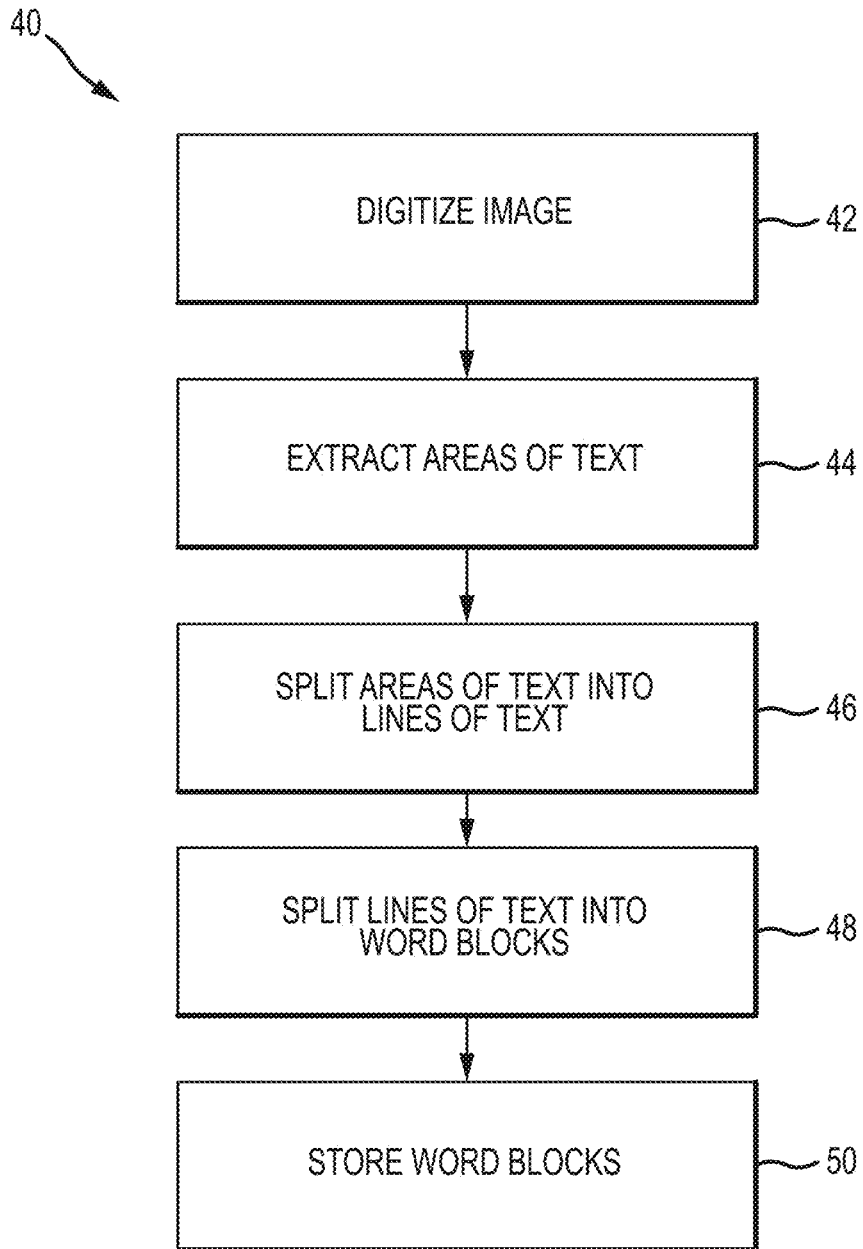 40
DIGITIZE IMAGE
42
EXTRACT AREAS OF TEXT
44
SPLIT AREAS OF TEXT INTO
LINES OF TEXT
46
SPLIT LINES OF TEXT INTO
WORD BLOCKS
48
STORE WORD BLOCKS
50